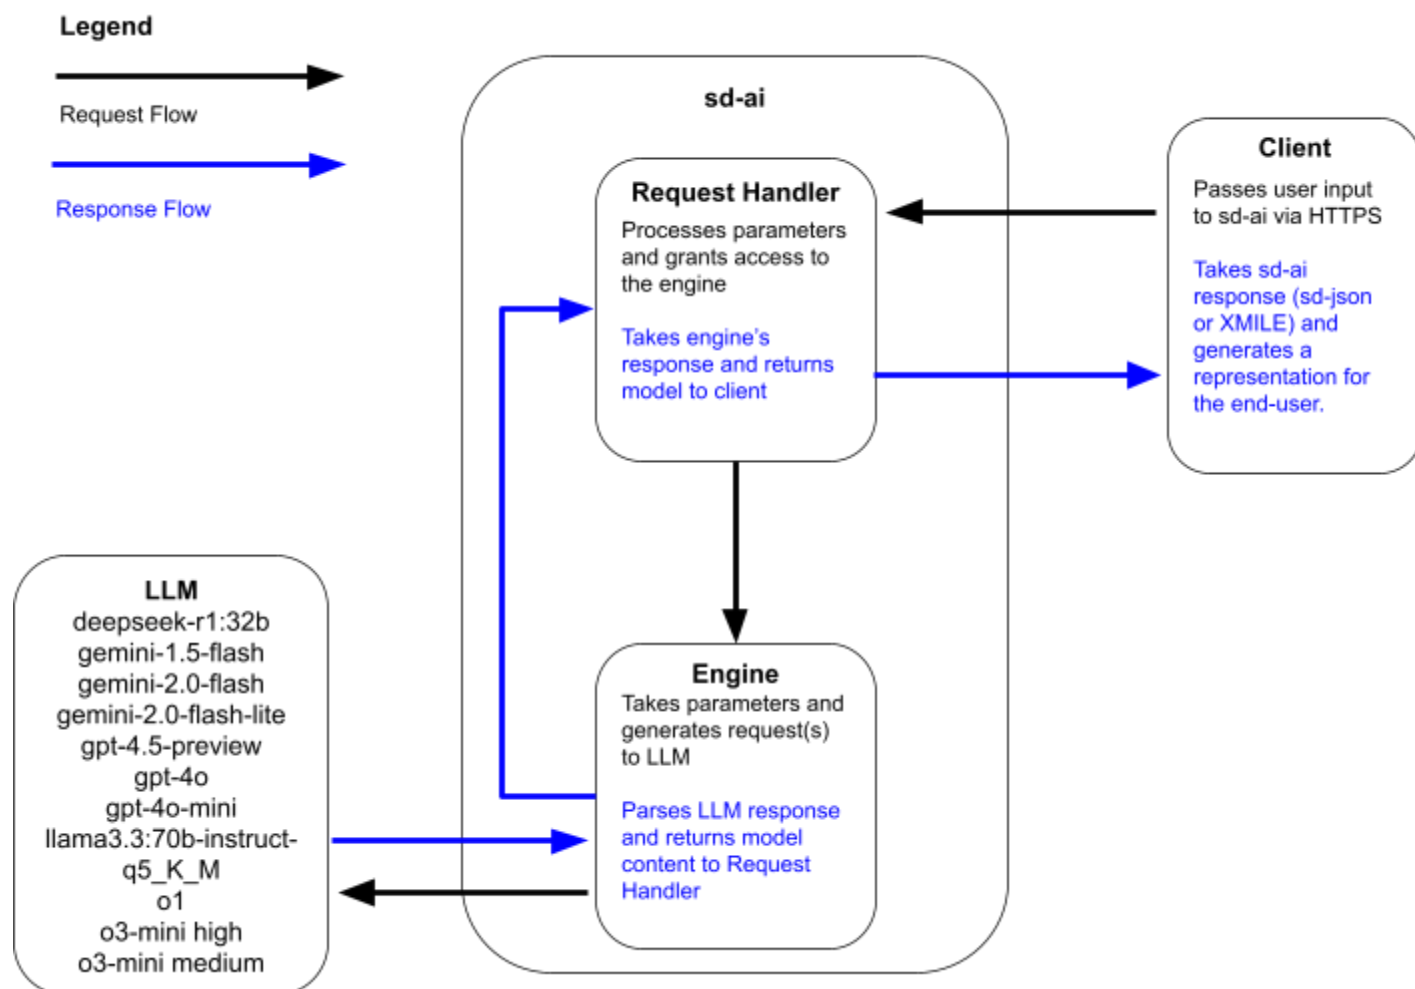 Legend
Request Flow
Response Flow
sd-ai
Request Handler
Processes parameters
and grants access to
the engine
Takes engine's
response and returns
model to client
Client
Passes user input
to sd-ai via HTTPS
Takes sd-ai
response (sd-json
or XMILE) and
generates a
representation for
the end-user.
LLM
deepseek-r1:32b
gemini-1.5-flash
gemini-2.0-flash
gemini-2.0-flash-lite
gpt-4.5-preview
gpt-4o
gpt-4o-mini
llama3.3:70b-instruct-
q5_K_M
o1
o3-mini high
o3-mini medium
Engine
Takes parameters and
generates request(s)
to LLM
Parses LLM response
and returns model
content to Request
Handler